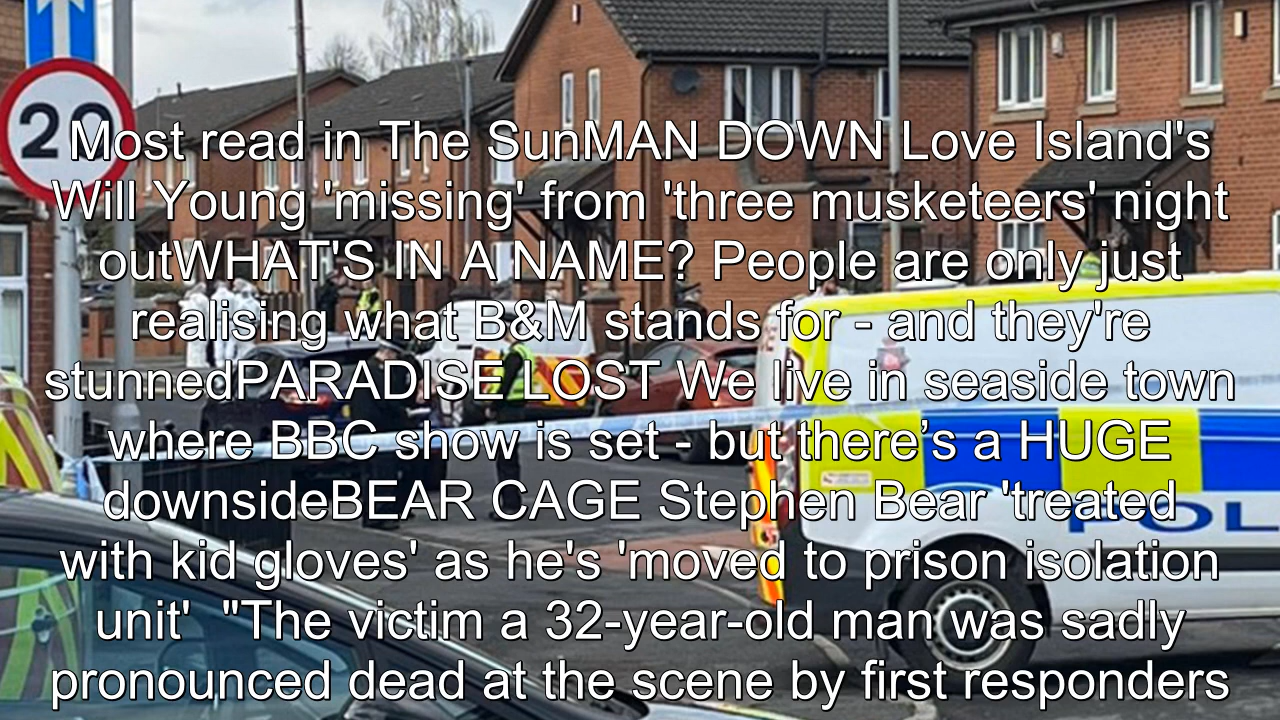 20
Most read in The SunMAN DOWN Love Island's
Will Young 'missing' from 'three musketeers' night
outWHAT'S IN A NAME? People are only just
realising what B&M stands for - and they're
stunnedPARADISE LOST We live in seaside town
where BBC show is set - but there’s a HUGE
downsideBEAR CAGE Stephen Bear 'treated
with kid gloves' as he's 'moved to prison isolation
unit'  "The victim a 32-year-old man was sadly
pronounced dead at the scene by first responders
POL